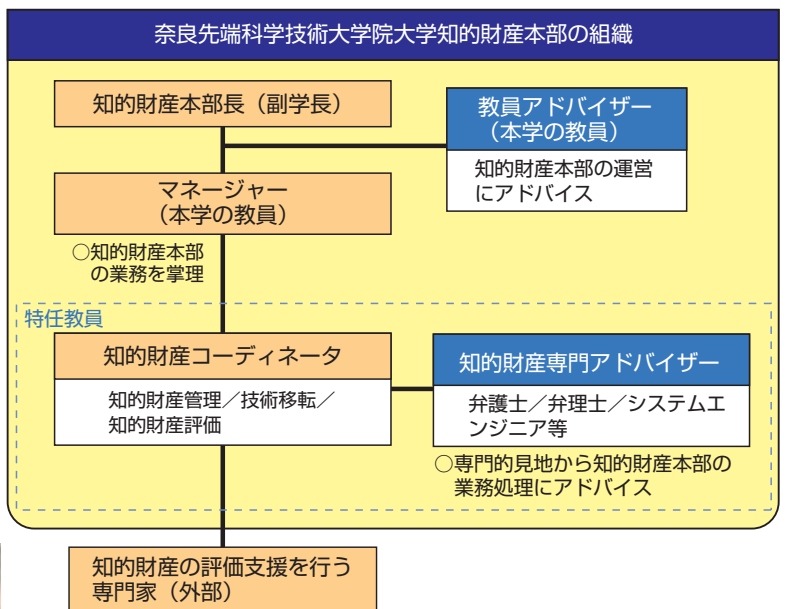 奈良先端科学技術大学院大学知的財産本部の組織
知的財産本部長（副学長）
教員アドバイザー
（本学の教員）
知的財産本部の運営
にアドバイス
マネージャー
（本学の教員）
○知的財産本部
の業務を掌理
特任教員
知的財産コーディネータ
知的財産管理／技術移転／
知的財産評価
知的財産専門アドバイザー
弁護士／弁理士／システムエ
ンジニア等
○専門的見地から知的財産本部の
業務処理にアドバイス
知的財産の評価支援を行う
専門家（外部）